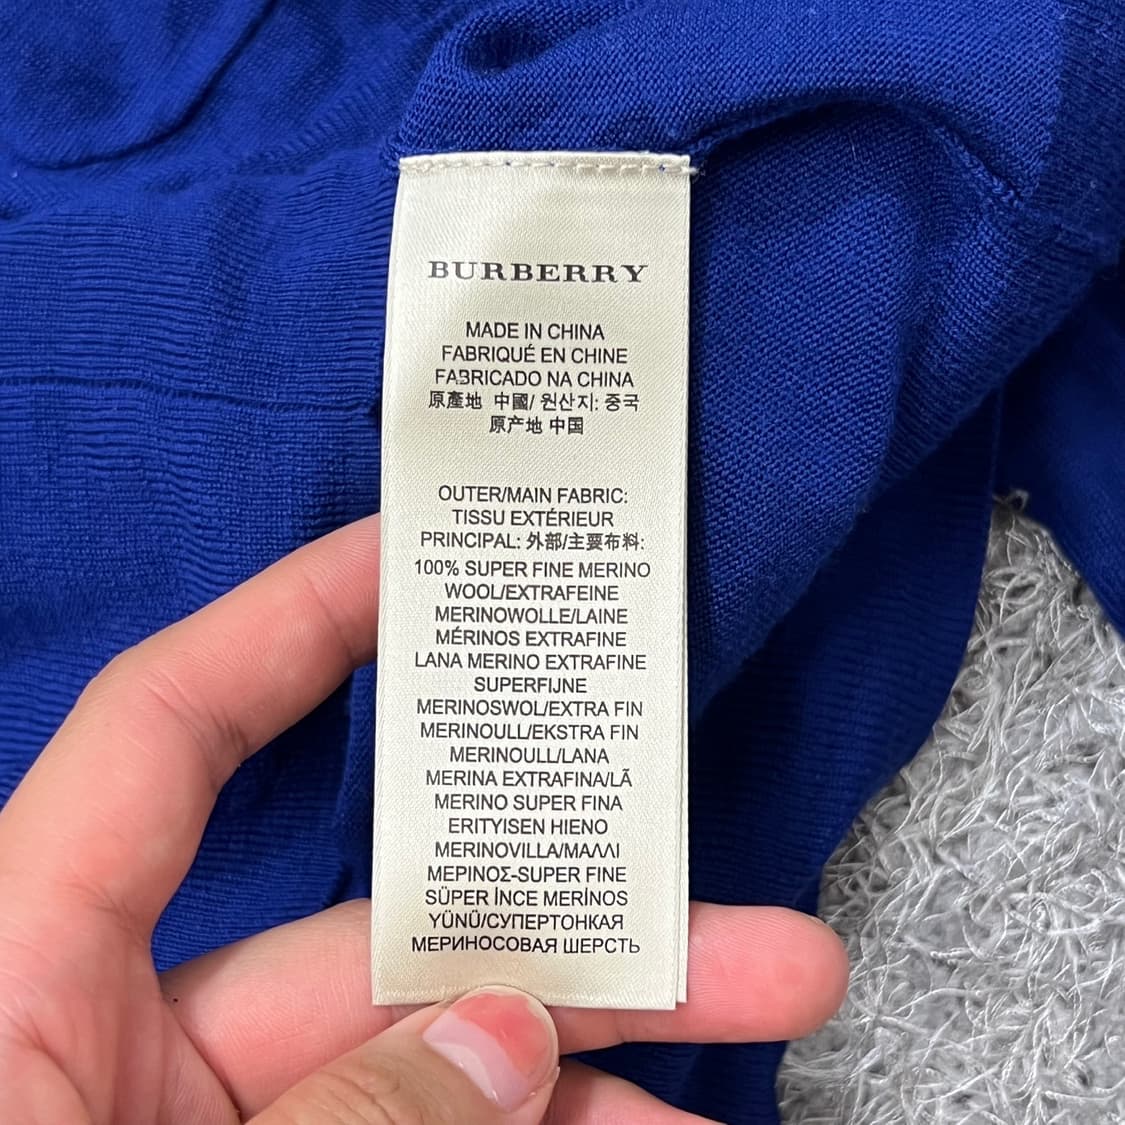 BURBERRY
MADE IN CHINA
FABRIQUÉ EN CHINE
FABRICADO NA CHINA
原產地 中國/ 원산지: 중국
原产地 中国
OUTER/MAIN FABRIC:
TISSU EXTÉRIEUR
PRINCIPAL: 外部/主要布料:
100% SUPER FINE MERINO
WOOL/EXTRAFEINE
MERINOWOLLE/LAINE
MÉRINOS EXTRAFINE
LANA MERINO EXTRAFINE
SUPERFIJNE
MERINOSWOL/EXTRA FIN
MERINOULL/EKSTRA FIN
MERINOULL/LANA
MERINA EXTRAFINA/LÃ
MERINO SUPER FINA
ERITYISEN HIENO
MERINOVILLA/ΜΑΛΛΙ
ΜΕΡΙΝΟΣ-SUPER FINE
SÜPER İNCE MERİNOS
YÜNÜ/СУПЕРТОНКАЯ
МЕРИНОСОВАЯ ШЕРСТЬ